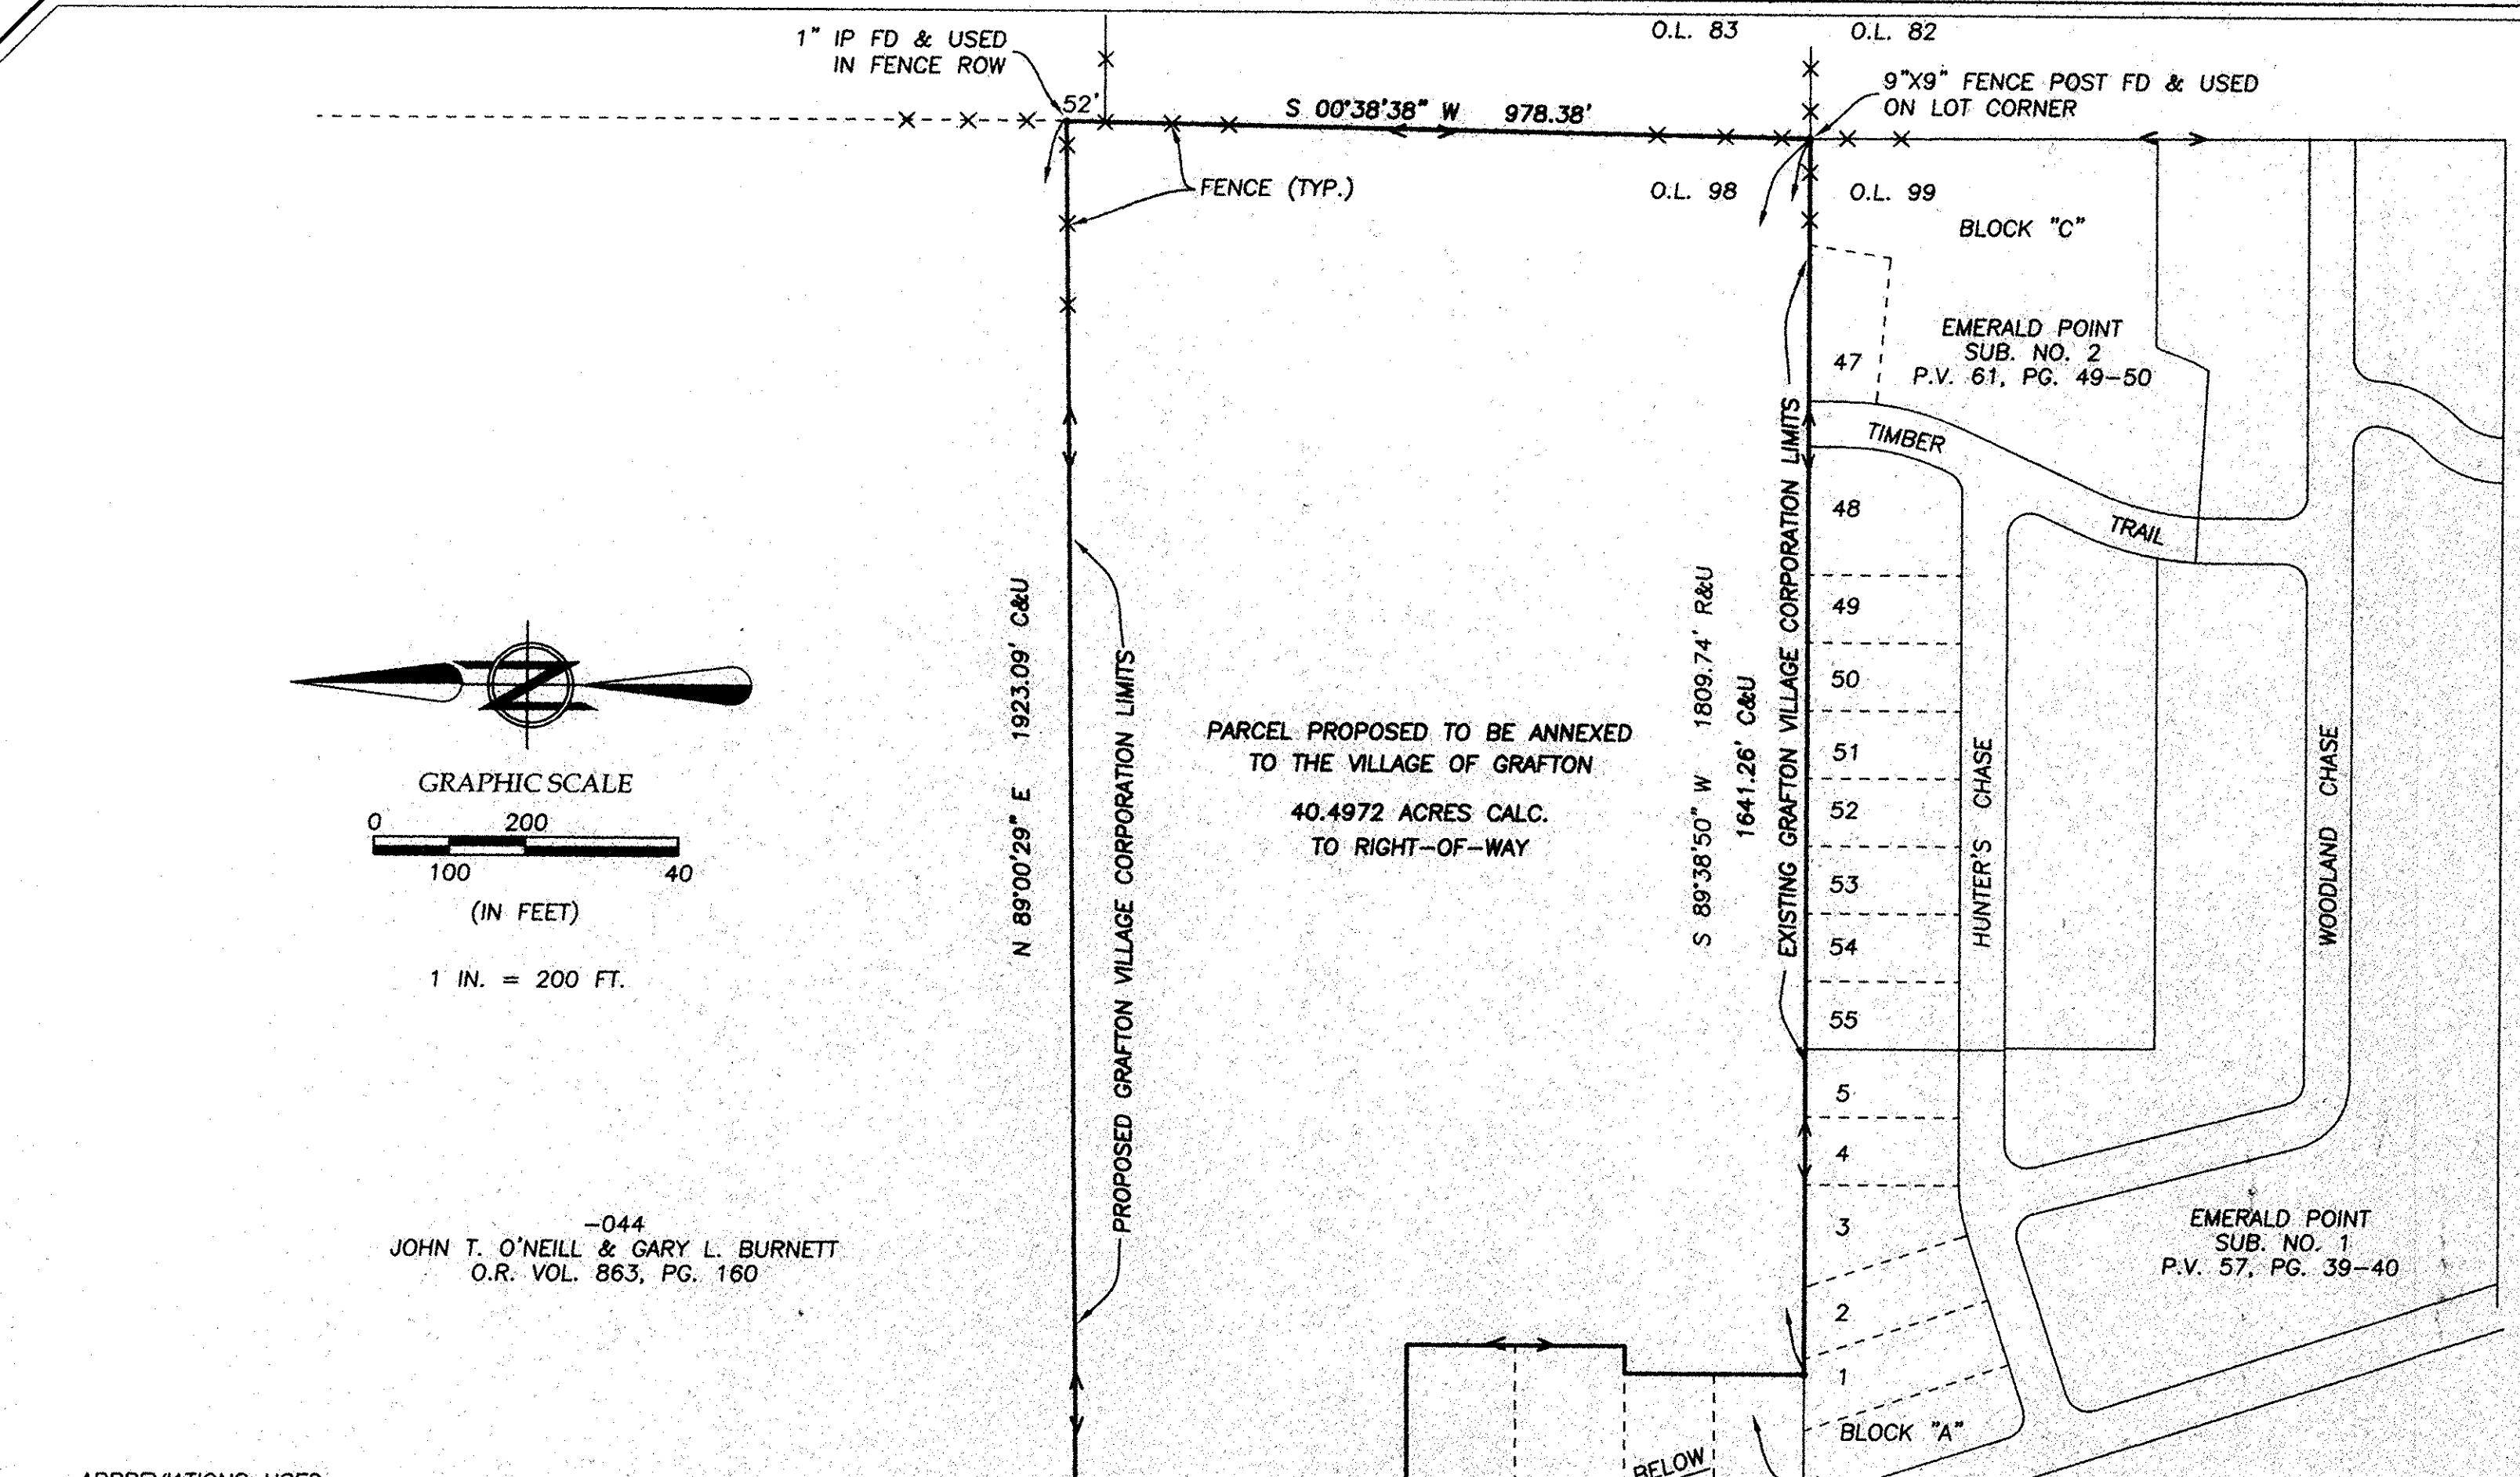 1" IP FD & USED
IN FENCE ROW
52'
S 00°38'38" W 978.38'
O.L. 83
O.L. 82
9"X9" FENCE POST FD & USED
ON LOT CORNER
FENCE (TYP.)
O.L. 98
O.L. 99
BLOCK "C"
EMERALD POINT
SUB. NO. 2
P.V. 61, PG. 49-50
47
TIMBER
TRAIL
48
49
50
51
52
53
54
55
5
4
3
2
1
HUNTER'S CHASE
WOODLAND CHASE
EXISTING GRAFTON VILLAGE CORPORATION LIMITS
S 89°38'50" W 1809.74' R&U
1641.26' C&U
PARCEL PROPOSED TO BE ANNEXED
TO THE VILLAGE OF GRAFTON
40.4972 ACRES CALC.
TO RIGHT-OF-WAY
N 89°00'29" E 1923.09' C&U
PROPOSED GRAFTON VILLAGE CORPORATION LIMITS
N
GRAPHIC SCALE
0 200
100 40
(IN FEET)
1 IN. = 200 FT.
-044
JOHN T. O'NEILL & GARY L. BURNETT
O.R. VOL. 863, PG. 160
EMERALD POINT
SUB. NO. 1
P.V. 57, PG. 39-40
BLOCK "A"
BELOW
ABBREVIATIONS USED